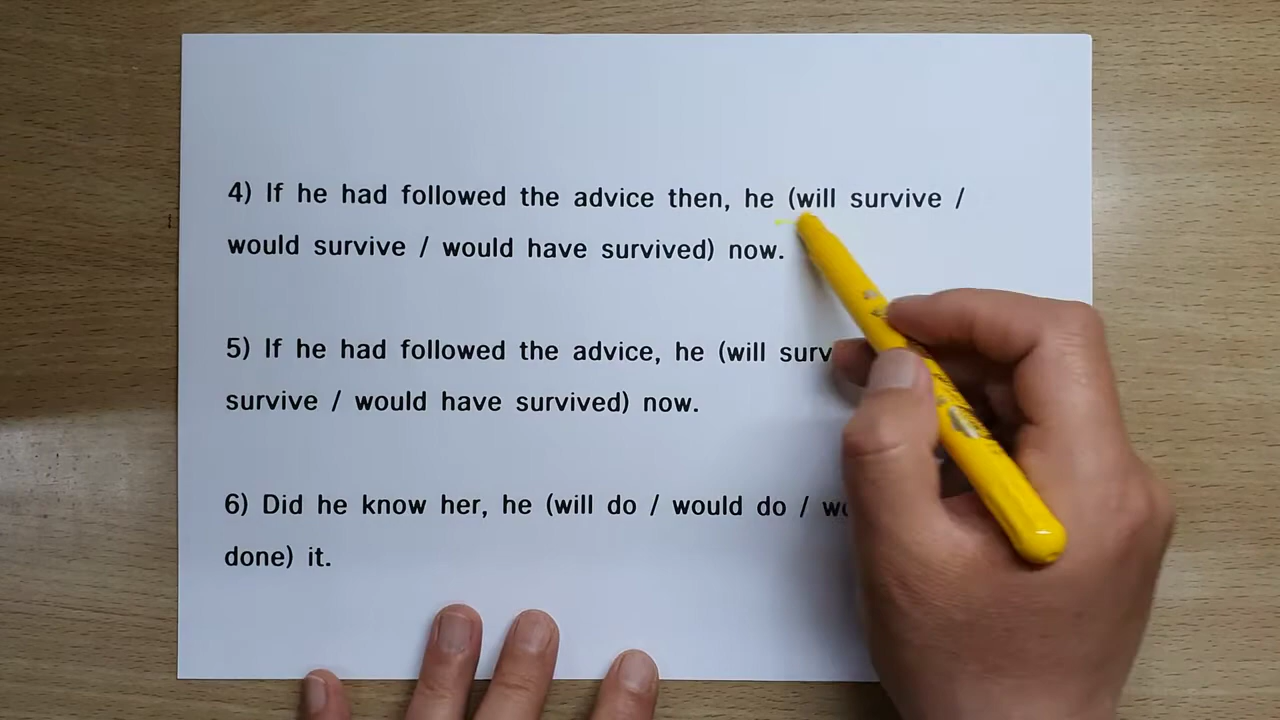 4) If he had followed the advice then, he (will survive /
would survive / would have survived) now.
5) If he had followed the advice, he (will
survive / would have survived) now.
6) Did he know her, he (will do / would do /
done) it.